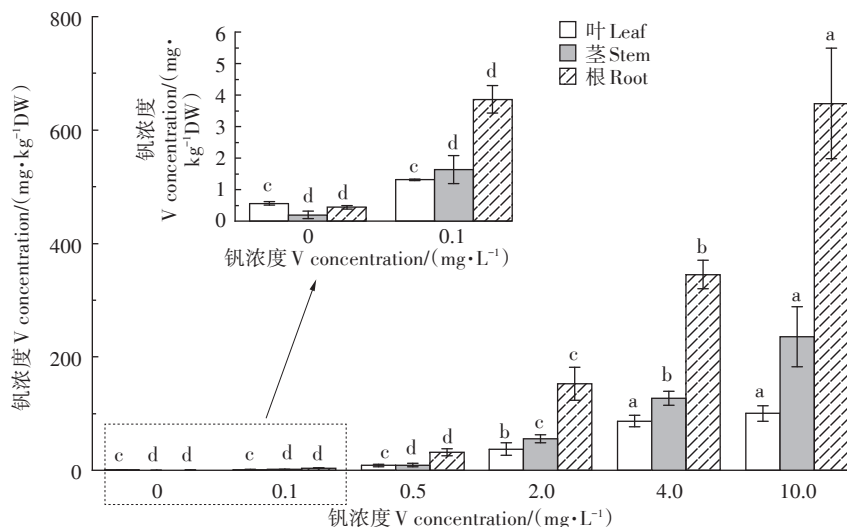 800
600
400
200
0
钒浓度 V concentration/(mg·kg⁻¹DW)
6
5
4
3
2
1
0
钒浓度
V concentration/(mg·
kg⁻¹DW)
c d d
c d d
0 0.1
钒浓度 V concentration/(mg·L⁻¹)
叶 Leaf
茎 Stem
根 Root
c d d
c d d
c d d
b c c
a b b
a a a
0 0.1 0.5 2.0 4.0 10.0
钒浓度 V concentration/(mg·L⁻¹)